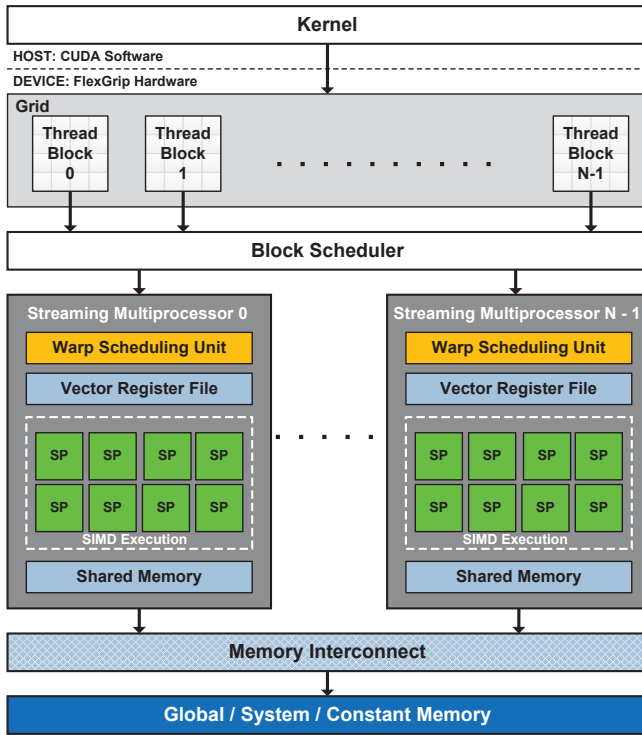 Kernel
HOST: CUDA Software
DEVICE: FlexGrip Hardware
Grid
Thread
Block
0
Thread
Block
1
. . . . . . . . . .
Thread
Block
N-1
Block Scheduler
Streaming Multiprocessor 0
Warp Scheduling Unit
Vector Register File
SP SP SP SP
SP SP SP SP
SIMD Execution
Shared Memory
. . . . . .
Streaming Multiprocessor N - 1
Warp Scheduling Unit
Vector Register File
SP SP SP SP
SP SP SP SP
SIMD Execution
Shared Memory
Memory Interconnect
Global / System / Constant Memory